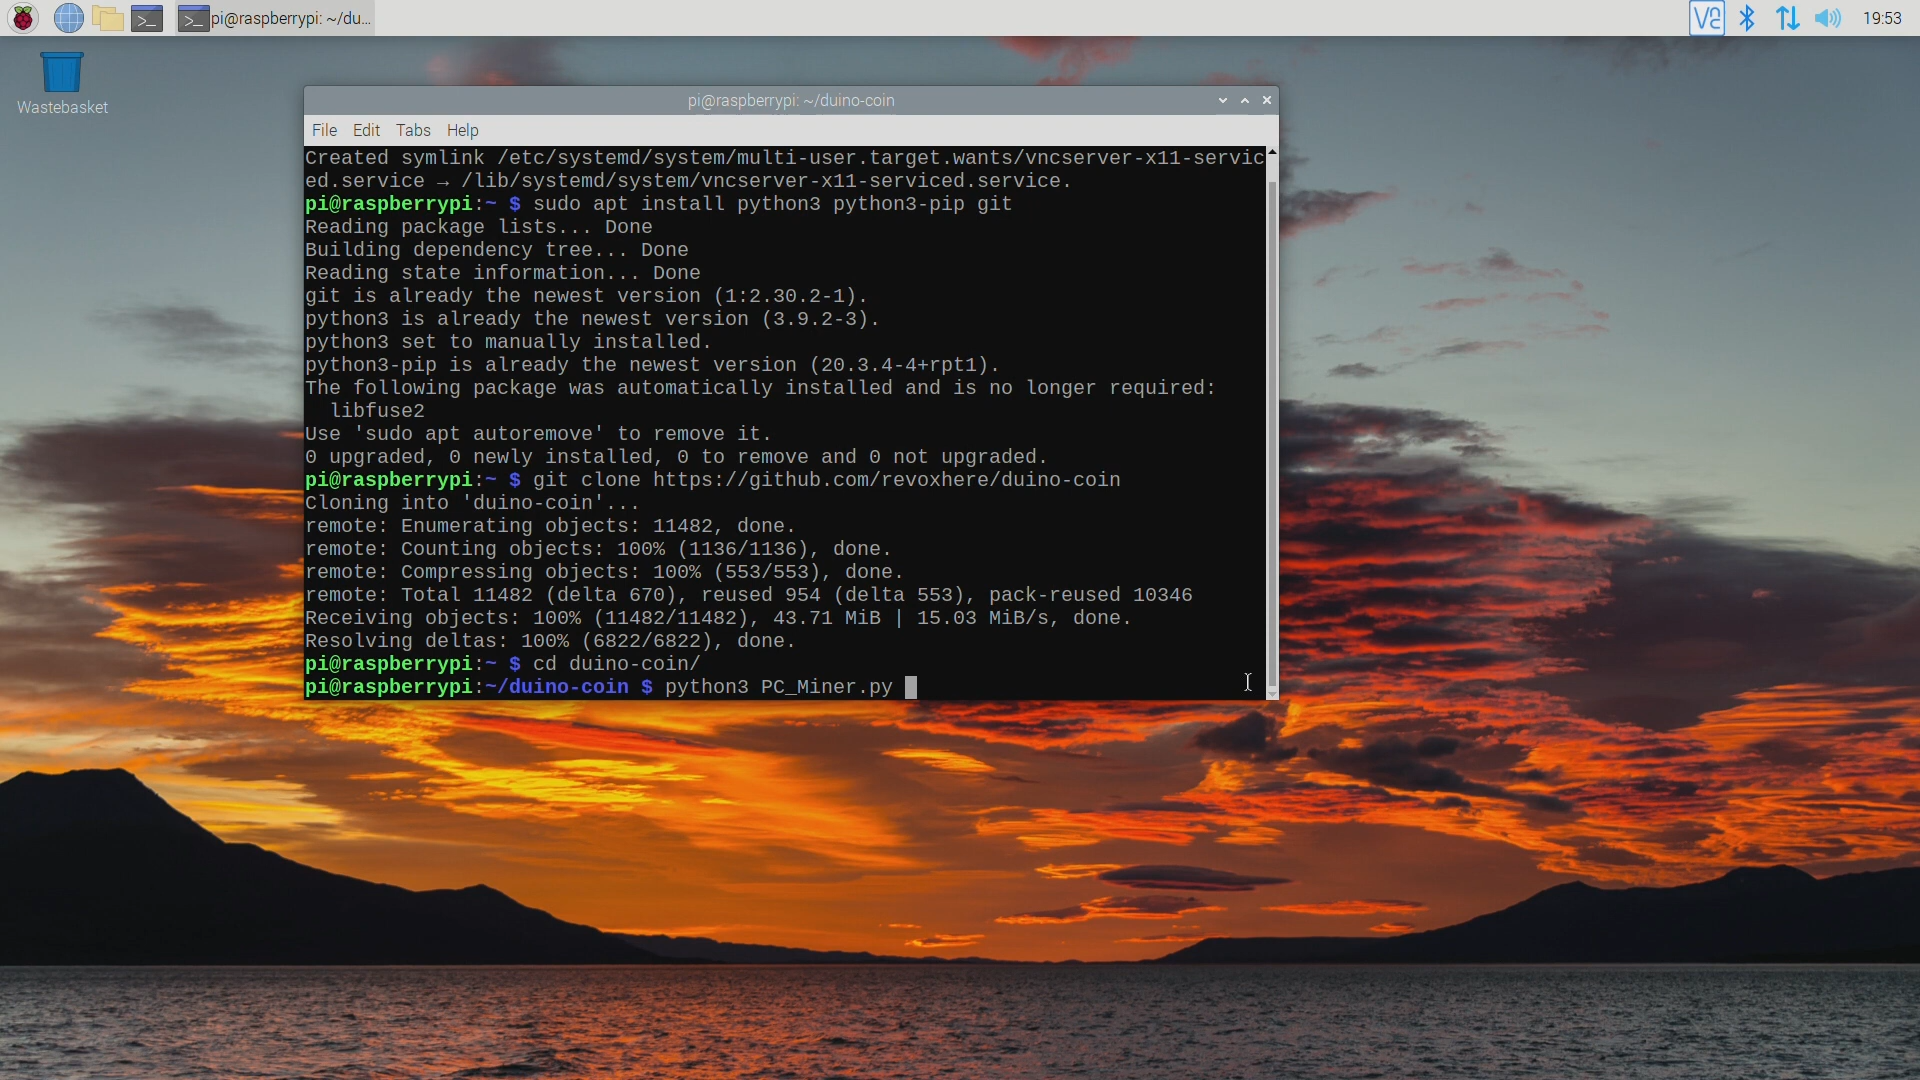 pi@raspberrypi: ~/du...
19:53
Wastebasket
pi@raspberrypi: ~/duino-coin
File Edit Tabs Help
Created symlink /etc/systemd/system/multi-user.target.wants/vncserver-x11-servic
ed.service → /lib/systemd/system/vncserver-x11-serviced.service.
pi@raspberrypi:~ $ sudo apt install python3 python3-pip git
Reading package lists... Done
Building dependency tree... Done
Reading state information... Done
git is already the newest version (1:2.30.2-1).
python3 is already the newest version (3.9.2-3).
python3 set to manually installed.
python3-pip is already the newest version (20.3.4-4+rpt1).
The following package was automatically installed and is no longer required:
  libfuse2
Use 'sudo apt autoremove' to remove it.
0 upgraded, 0 newly installed, 0 to remove and 0 not upgraded.
pi@raspberrypi:~ $ git clone https://github.com/revoxhere/duino-coin
Cloning into 'duino-coin'...
remote: Enumerating objects: 11482, done.
remote: Counting objects: 100% (1136/1136), done.
remote: Compressing objects: 100% (553/553), done.
remote: Total 11482 (delta 670), reused 954 (delta 553), pack-reused 10346
Receiving objects: 100% (11482/11482), 43.71 MiB | 15.03 MiB/s, done.
Resolving deltas: 100% (6822/6822), done.
pi@raspberrypi:~ $ cd duino-coin/
pi@raspberrypi:~/duino-coin $ python3 PC_Miner.py